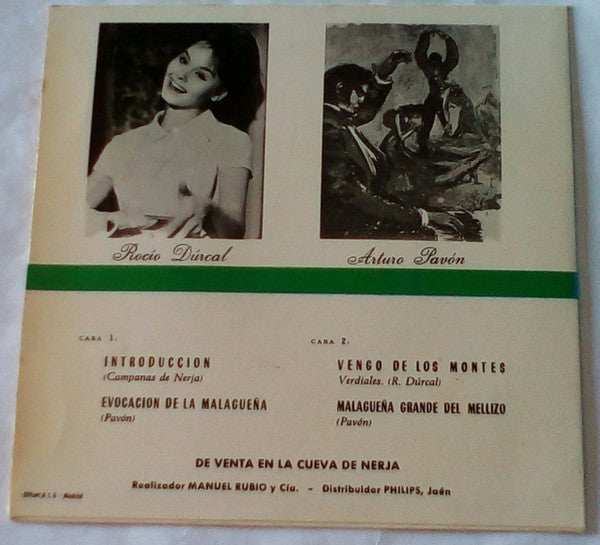 Rocío Dúrcal
Arturo Pavón
CARA 1:
INTRODUCCION
(Campanas de Nerja)
EVOCACION DE LA MALAGUEÑA
(Pavón)
CARA 2:
VENGO DE LOS MONTES
Verdiales. (R. Dúrcal)
MALAGUEÑA GRANDE DEL MELLIZO
(Pavón)
DE VENTA EN LA CUEVA DE NERJA
Realizador MANUEL RUBIO y Cía. - Distribuidor PHILIPS, Jaén
Madrid